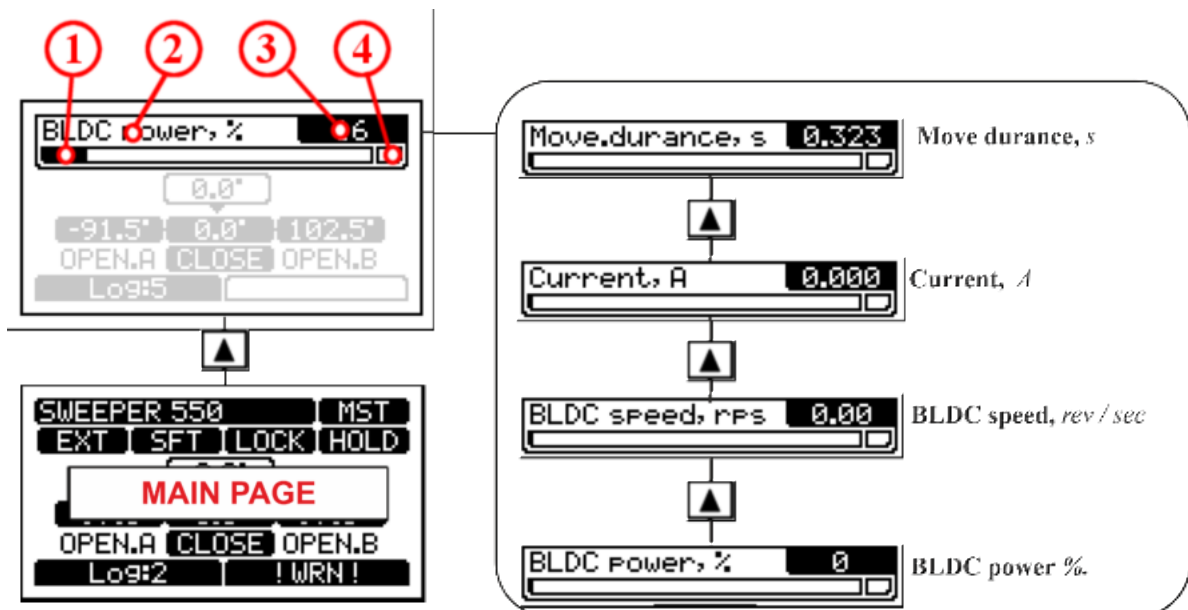 1 2 3 4
BLDC power, %
0.0°
-91.5° 0.0° 102.5°
OPEN.A CLOSE OPEN.B
Log:5
SWEEPER 550 MST
EXT SFT LOCK HOLD
MAIN PAGE
OPEN.A CLOSE OPEN.B
Log:2 !WRN!
Move.durance, s 0.323 Move durance, s
Current, A 0.000 Current, A
BLDC speed, rps 0.00 BLDC speed, rev / sec
BLDC power, % 0 BLDC power %.